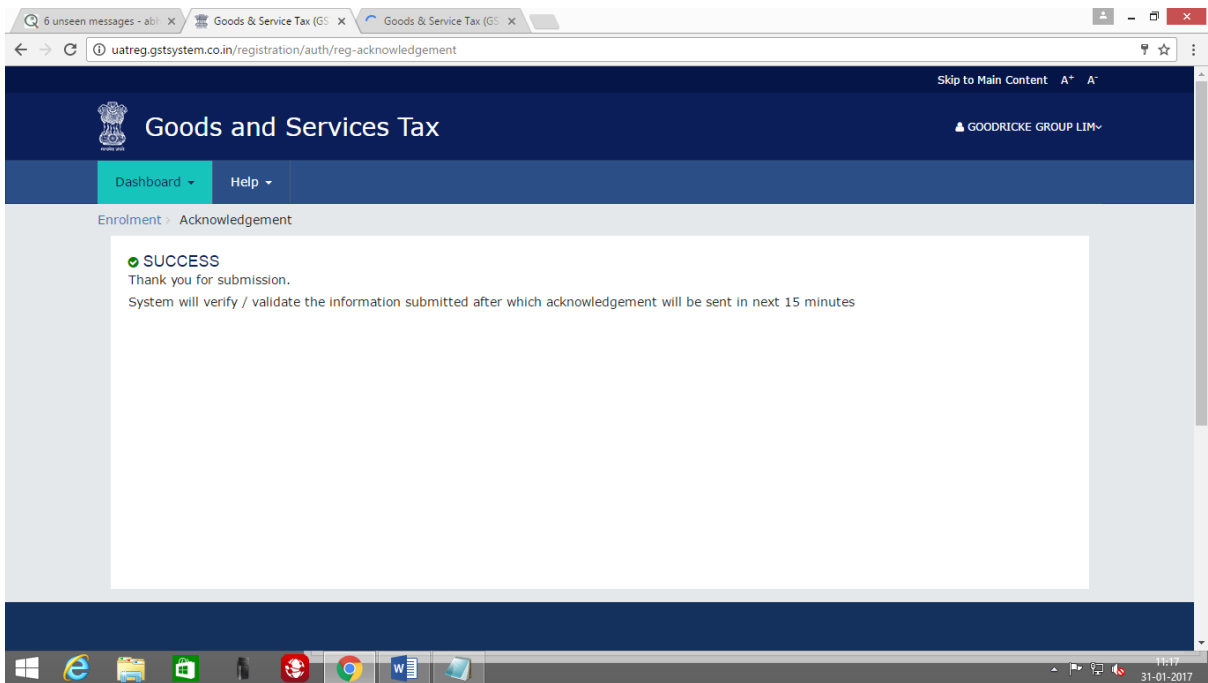 6 unseen messages - abl
Goods & Service Tax (GS
Goods & Service Tax (GS
uatreg.gstsystem.co.in/registration/auth/reg-acknowledgement
Skip to Main Content A+ A-
Goods and Services Tax
GOODRICKE GROUP LIM
Dashboard Help
Enrolment > Acknowledgement
SUCCESS
Thank you for submission.
System will verify / validate the information submitted after which acknowledgement will be sent in next 15 minutes
11:17
31-01-2017